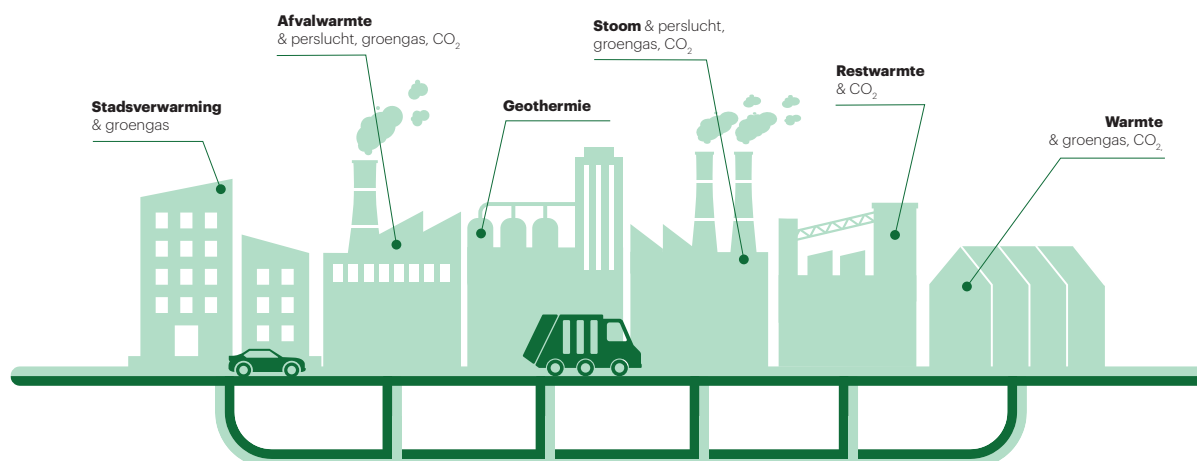 Stadsverwarming
& groengas
Afvalwarmte
& perslucht, groengas, CO₂
Geothermie
Stoom & perslucht,
groengas, CO₂
Restwarmte
& CO₂
Warmte
& groengas, CO₂,